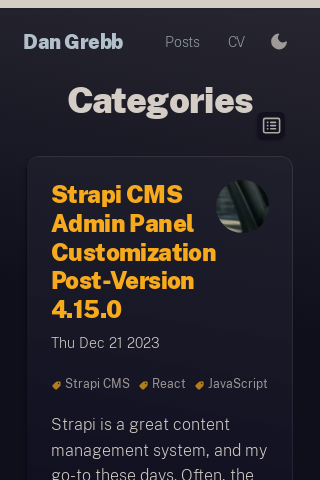 Dan Grebb Posts CV
Categories
Strapi CMS
Admin Panel
Customization
Post-Version
4.15.0
Thu Dec 21 2023
Strapi CMS React JavaScript
Strapi is a great content
management system, and my
go-to these days. Often, the